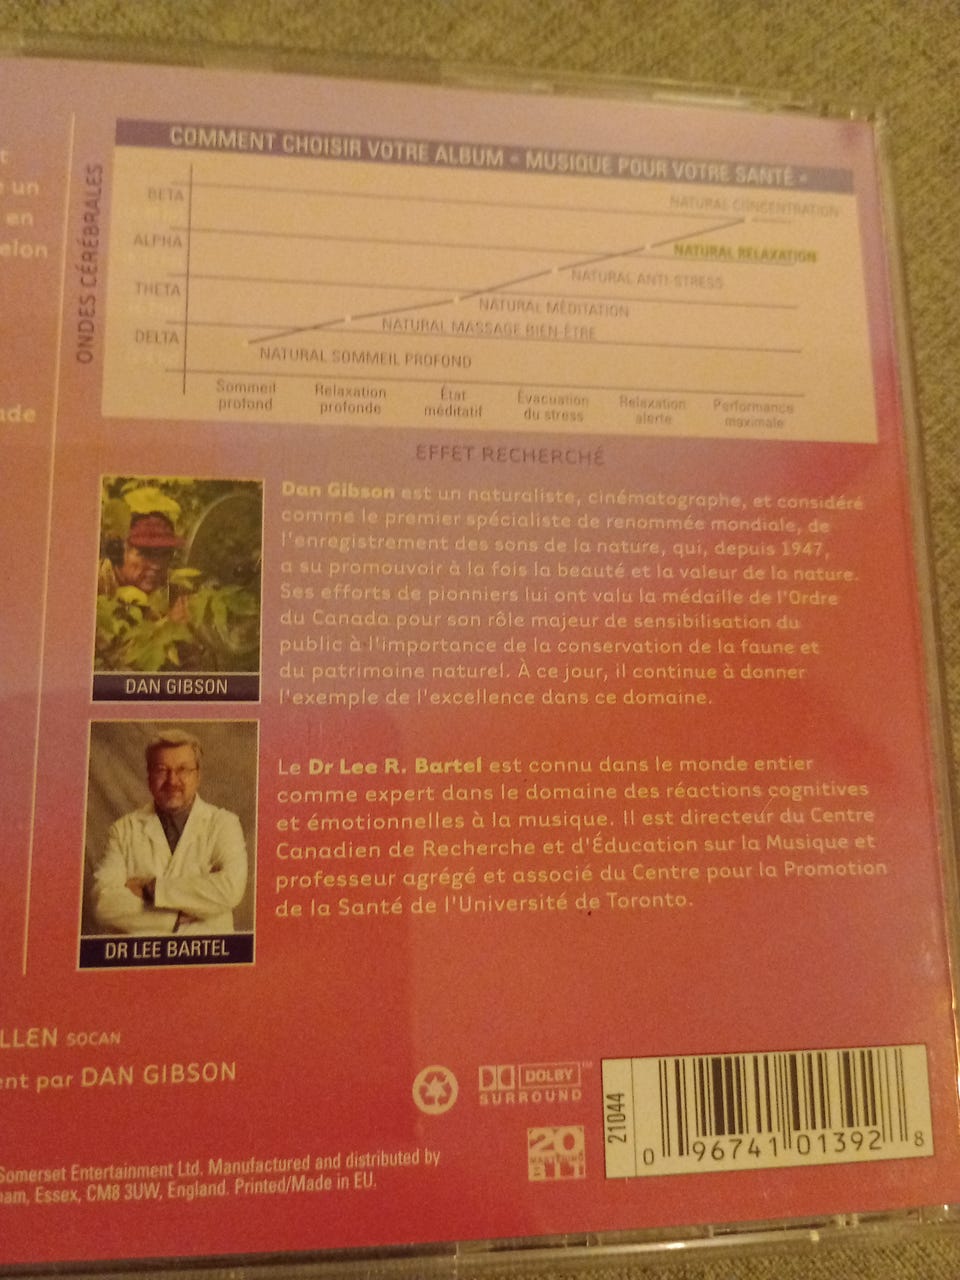 t
un
en
elon
ade
COMMENT CHOISIR VOTRE ALBUM « MUSIQUE POUR VOTRE SANTÉ »
ONDES CÉRÉBRALES
BETA
ALPHA
THETA
DELTA
NATURAL CONCENTRATION
NATURAL RELAXATION
NATURAL ANTI-STRESS
NATURAL MÉDITATION
NATURAL MASSAGE BIEN-ÊTRE
NATURAL SOMMEIL PROFOND
Sommeil profond
Relaxation profonde
État méditatif
Évacuation du stress
Relaxation alerte
Performance maximale
EFFET RECHERCHÉ
DAN GIBSON
Dan Gibson est un naturaliste, cinématographe, et considéré
comme le premier spécialiste de renommée mondiale, de
l'enregistrement des sons de la nature, qui, depuis 1947,
a su promouvoir à la fois la beauté et la valeur de la nature.
Ses efforts de pionniers lui ont valu la médaille de l'Ordre
du Canada pour son rôle majeur de sensibilisation du
public à l'importance de la conservation de la faune et
du patrimoine naturel. À ce jour, il continue à donner
l'exemple de l'excellence dans ce domaine.
DR LEE BARTEL
Le Dr Lee R. Bartel est connu dans le monde entier
comme expert dans le domaine des réactions cognitives
et émotionnelles à la musique. Il est directeur du Centre
Canadien de Recherche et d'Éducation sur la Musique et
professeur agrégé et associé du Centre pour la Promotion
de la Santé de l'Université de Toronto.
LLEN SOCAN
ent par DAN GIBSON
DOLBY™
SURROUND
20
BIT
21044
0 96741 01392 8
Somerset Entertainment Ltd. Manufactured and distributed by
ham, Essex, CM8 3UW, England. Printed/Made in EU.